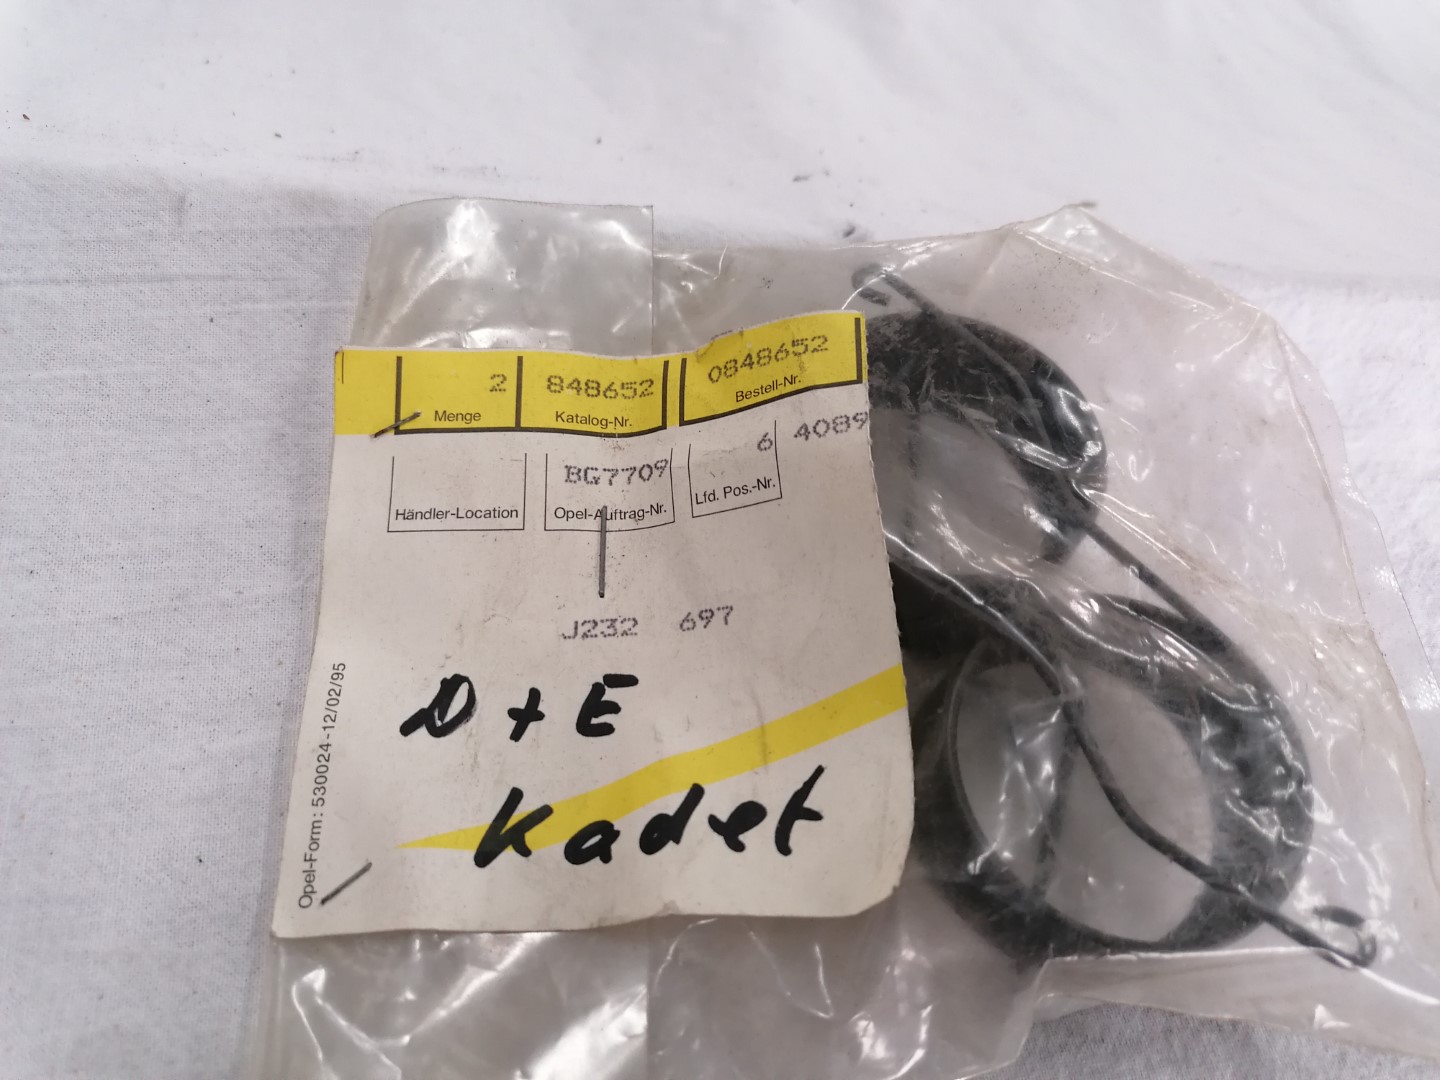 2 848652 0848652
Menge Katalog-Nr. Bestell-Nr.
BG7709 6 4089
Händler-Location Opel-Auftrag-Nr. Lfd. Pos.-Nr.
J232 697
D + E
Kadet
Opel-Form: 530024-12/02/95